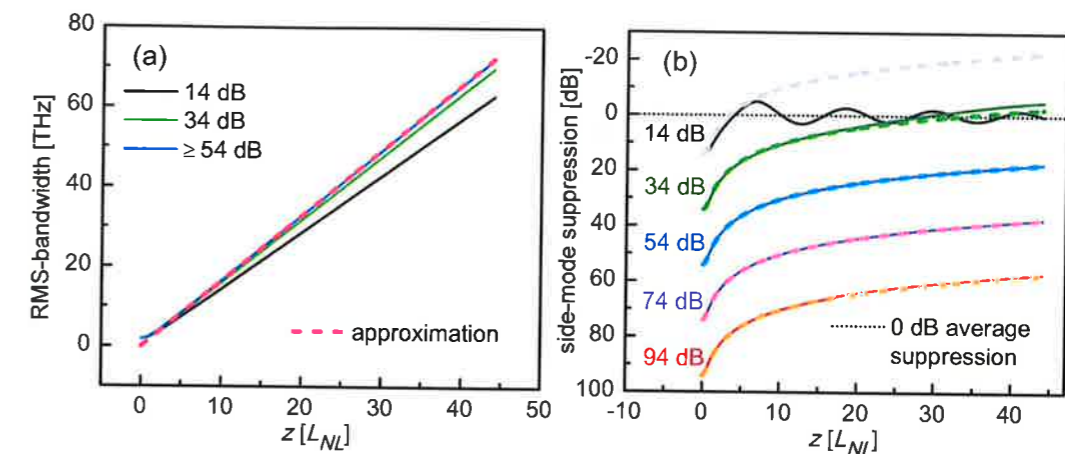 (a)
14 dB
34 dB
≥ 54 dB
approximation
RMS-bandwidth [THz]
80
60
40
20
0
0 10 20 30 40 50
z [L_NL]
(b)
side-mode suppression [dB]
-20
0
20
40
60
80
100
14 dB
34 dB
54 dB
74 dB
94 dB
0 dB average
suppression
-10 0 10 20 30 40
z [L_NL]